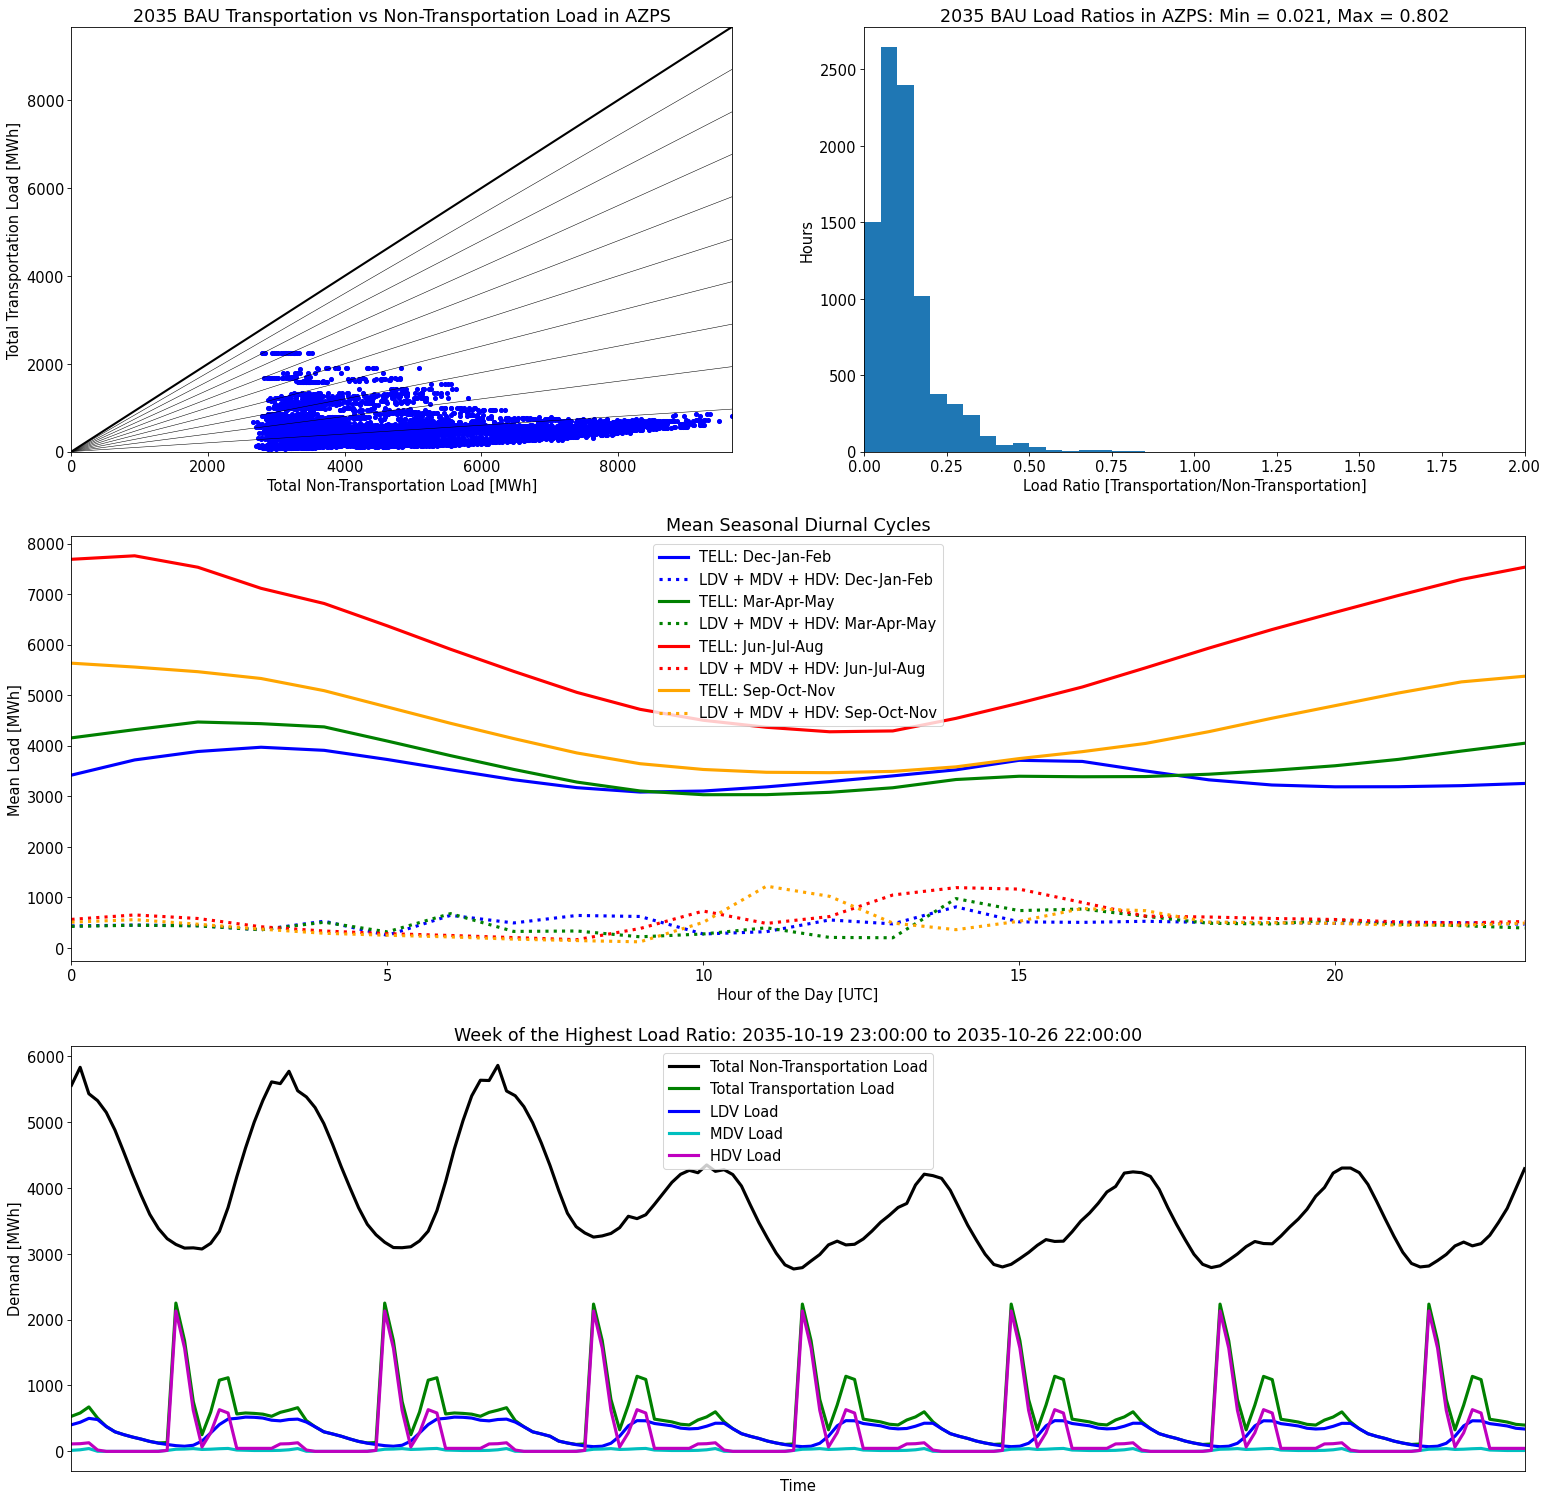 2035 BAU Transportation vs Non-Transportation Load in AZPS
Total Transportation Load [MWh]
8000
6000
4000
2000
0
0 2000 4000 6000 8000
Total Non-Transportation Load [MWh]
2035 BAU Load Ratios in AZPS: Min = 0.021, Max = 0.802
Hours
2500
2000
1500
1000
500
0
0.00 0.25 0.50 0.75 1.00 1.25 1.50 1.75 2.00
Load Ratio [Transportation/Non-Transportation]
Mean Seasonal Diurnal Cycles
Mean Load [MWh]
8000
7000
6000
5000
4000
3000
2000
1000
0
TELL: Dec-Jan-Feb
LDV + MDV + HDV: Dec-Jan-Feb
TELL: Mar-Apr-May
LDV + MDV + HDV: Mar-Apr-May
TELL: Jun-Jul-Aug
LDV + MDV + HDV: Jun-Jul-Aug
TELL: Sep-Oct-Nov
LDV + MDV + HDV: Sep-Oct-Nov
0 5 10 15 20
Hour of the Day [UTC]
Week of the Highest Load Ratio: 2035-10-19 23:00:00 to 2035-10-26 22:00:00
Demand [MWh]
6000
5000
4000
3000
2000
1000
0
Total Non-Transportation Load
Total Transportation Load
LDV Load
MDV Load
HDV Load
Time